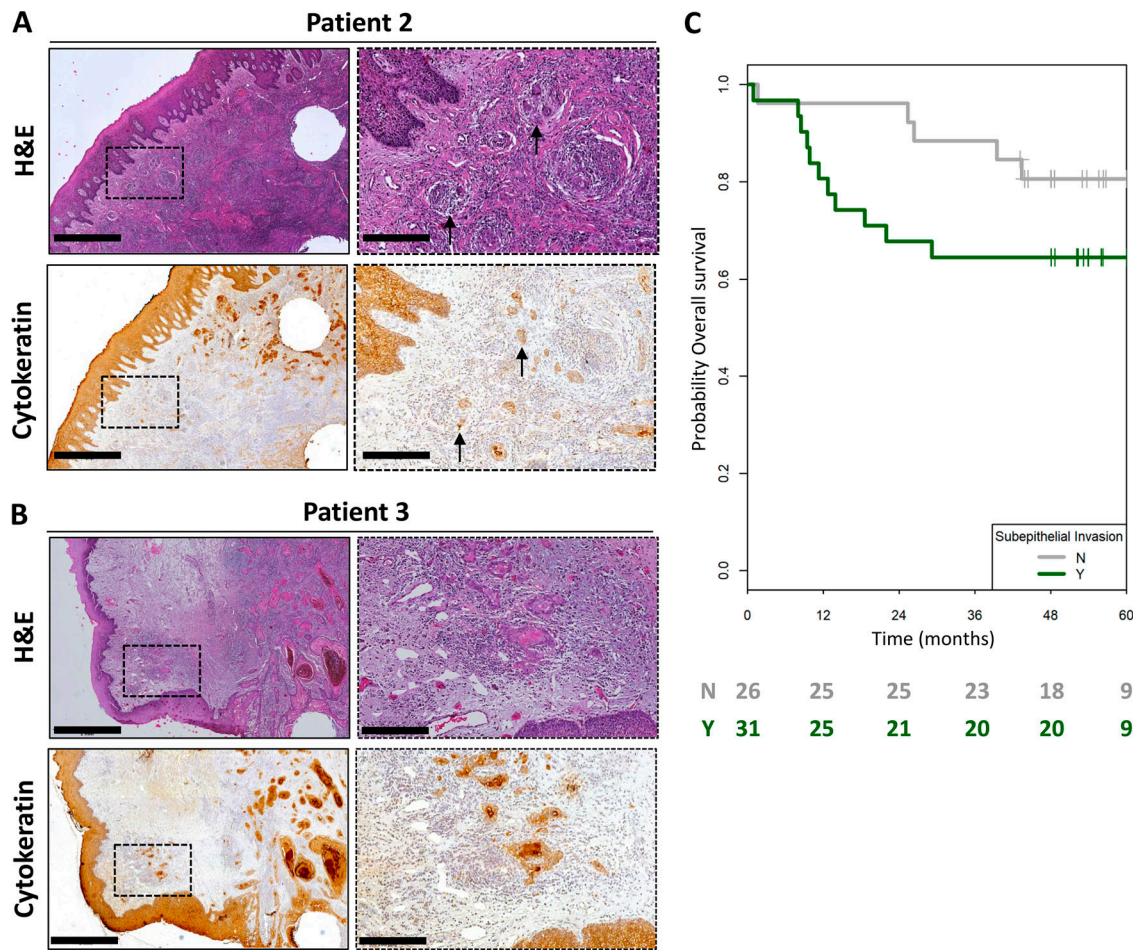 A
Patient 2
H&E
Cytokeratin
B
Patient 3
H&E
Cytokeratin
C
Probability Overall survival
1.0
0.8
0.6
0.4
0.2
0.0
Subepithelial Invasion
N
Y
0 12 24 36 48 60
Time (months)
N 26 25 25 23 18 9
Y 31 25 21 20 20 9